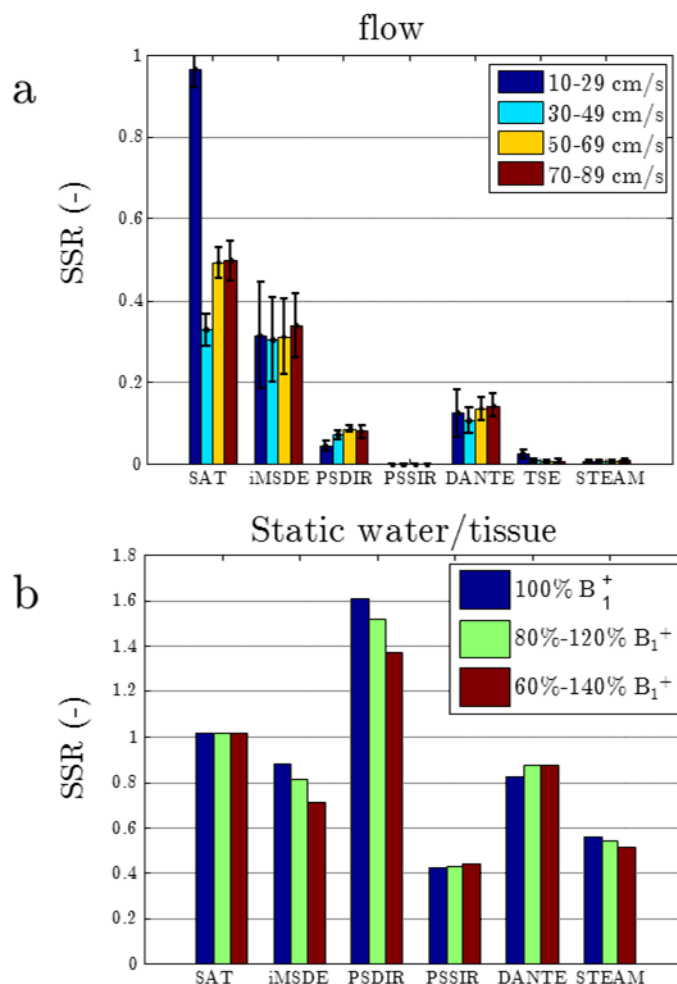 flow
a
1
0.8
0.6
0.4
0.2
0
SSR (-)
10-29 cm/s
30-49 cm/s
50-69 cm/s
70-89 cm/s
SAT iMSDE PSDIR PSSIR DANTE TSE STEAM
Static water/tissue
b
1.8
1.6
1.4
1.2
1
0.8
0.6
0.4
0.2
0
SSR (-)
100% B₁⁺
80%-120% B₁⁺
60%-140% B₁⁺
SAT iMSDE PSDIR PSSIR DANTE STEAM